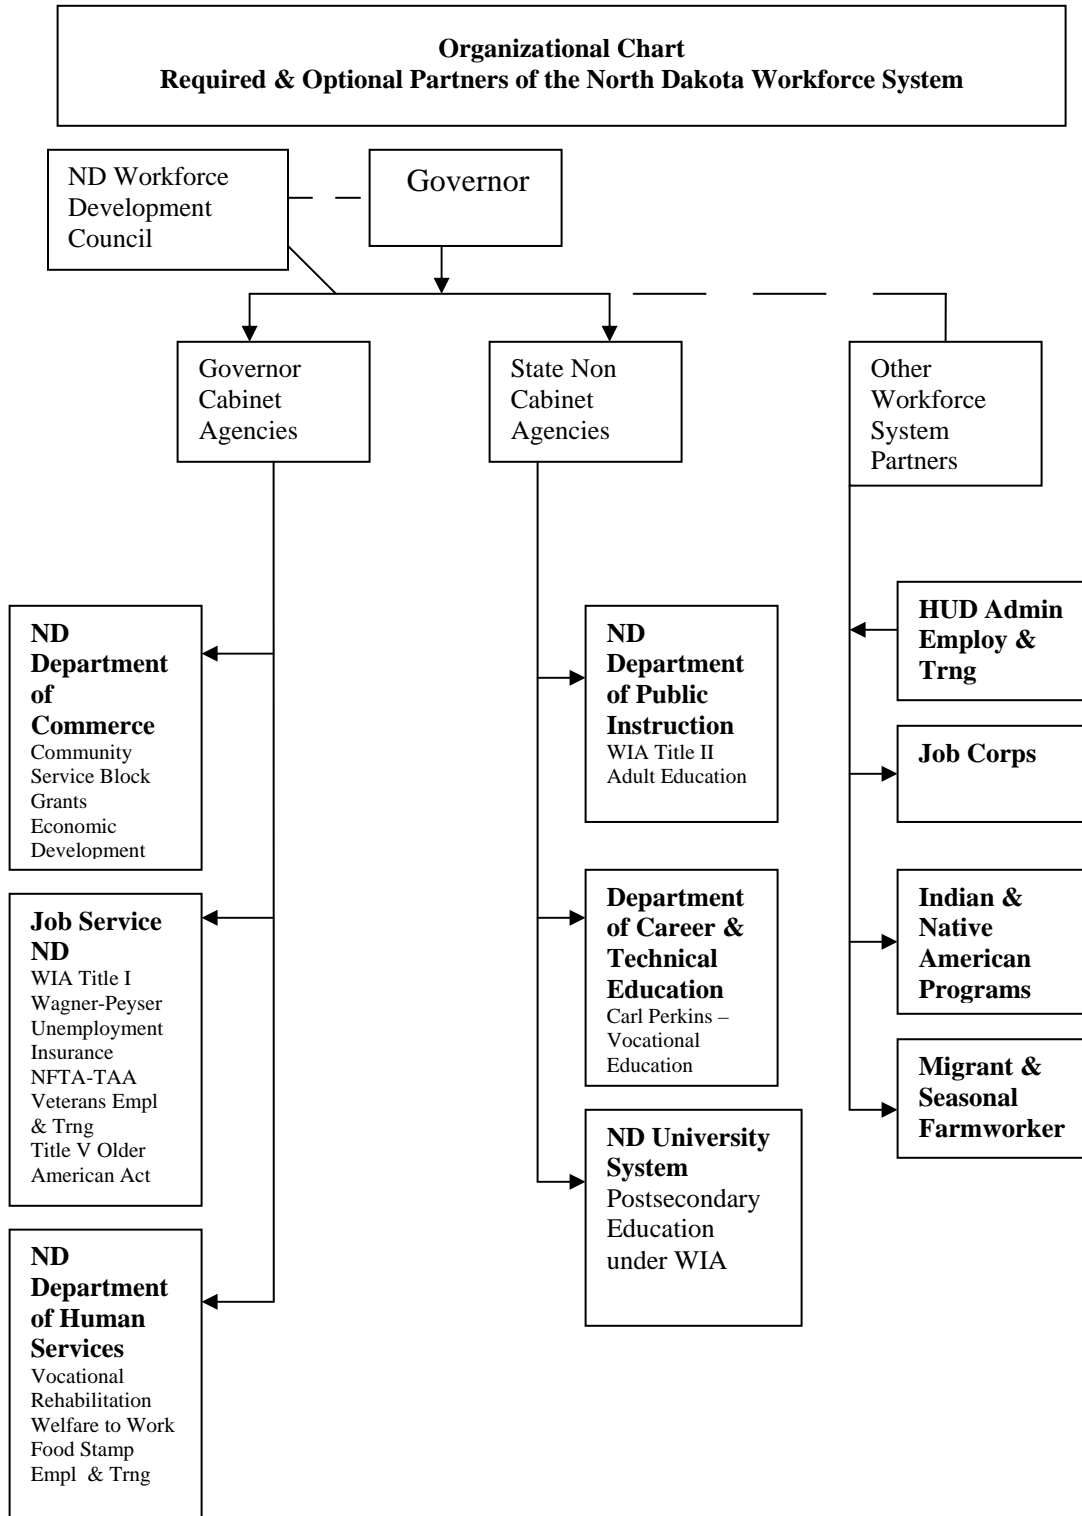 Organizational Chart
Required & Optional Partners of the North Dakota Workforce System
ND Workforce
Development
Council
Governor
Governor
Cabinet
Agencies
State Non
Cabinet
Agencies
Other
Workforce
System
Partners
ND
Department
of
Commerce
Community
Service Block
Grants
Economic
Development
Job Service
ND
WIA Title I
Wagner-Peyser
Unemployment
Insurance
NFTA-TAA
Veterans Empl
& Trng
Title V Older
American Act
ND
Department
of Human
Services
Vocational
Rehabilitation
Welfare to Work
Food Stamp
Empl & Trng
ND
Department
of Public
Instruction
WIA Title II
Adult Education
Department
of Career &
Technical
Education
Carl Perkins –
Vocational
Education
ND University
System
Postsecondary
Education
under WIA
HUD Admin
Employ &
Trng
Job Corps
Indian &
Native
American
Programs
Migrant &
Seasonal
Farmworker